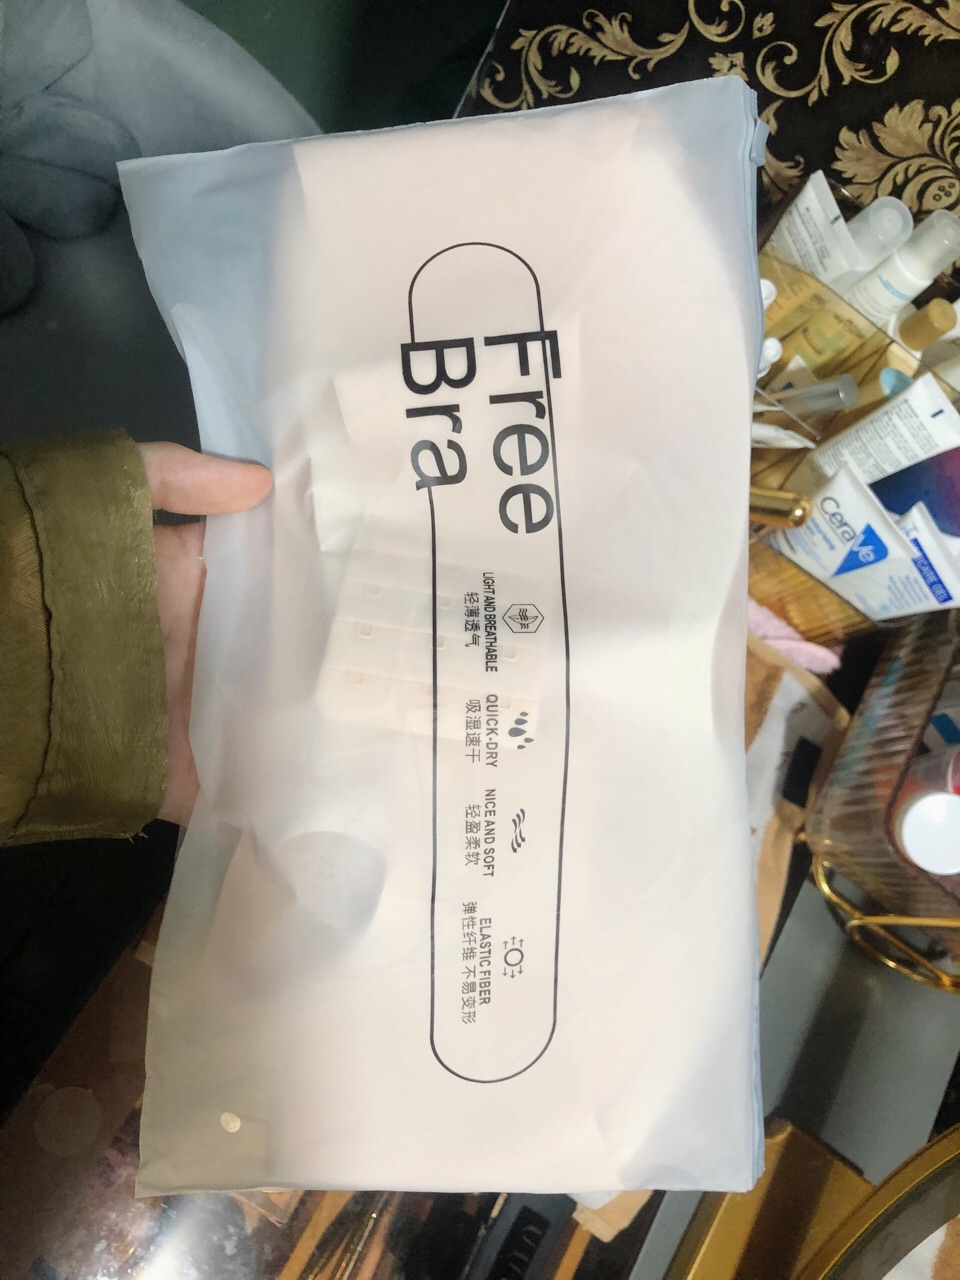 Free
Bra
LIGHT AND BREATHABLE
轻薄透气
QUICK-DRY
吸湿速干
NICE AND SOFT
轻盈柔软
ELASTIC FIBER
弹性纤维 不易变形
CeraVe